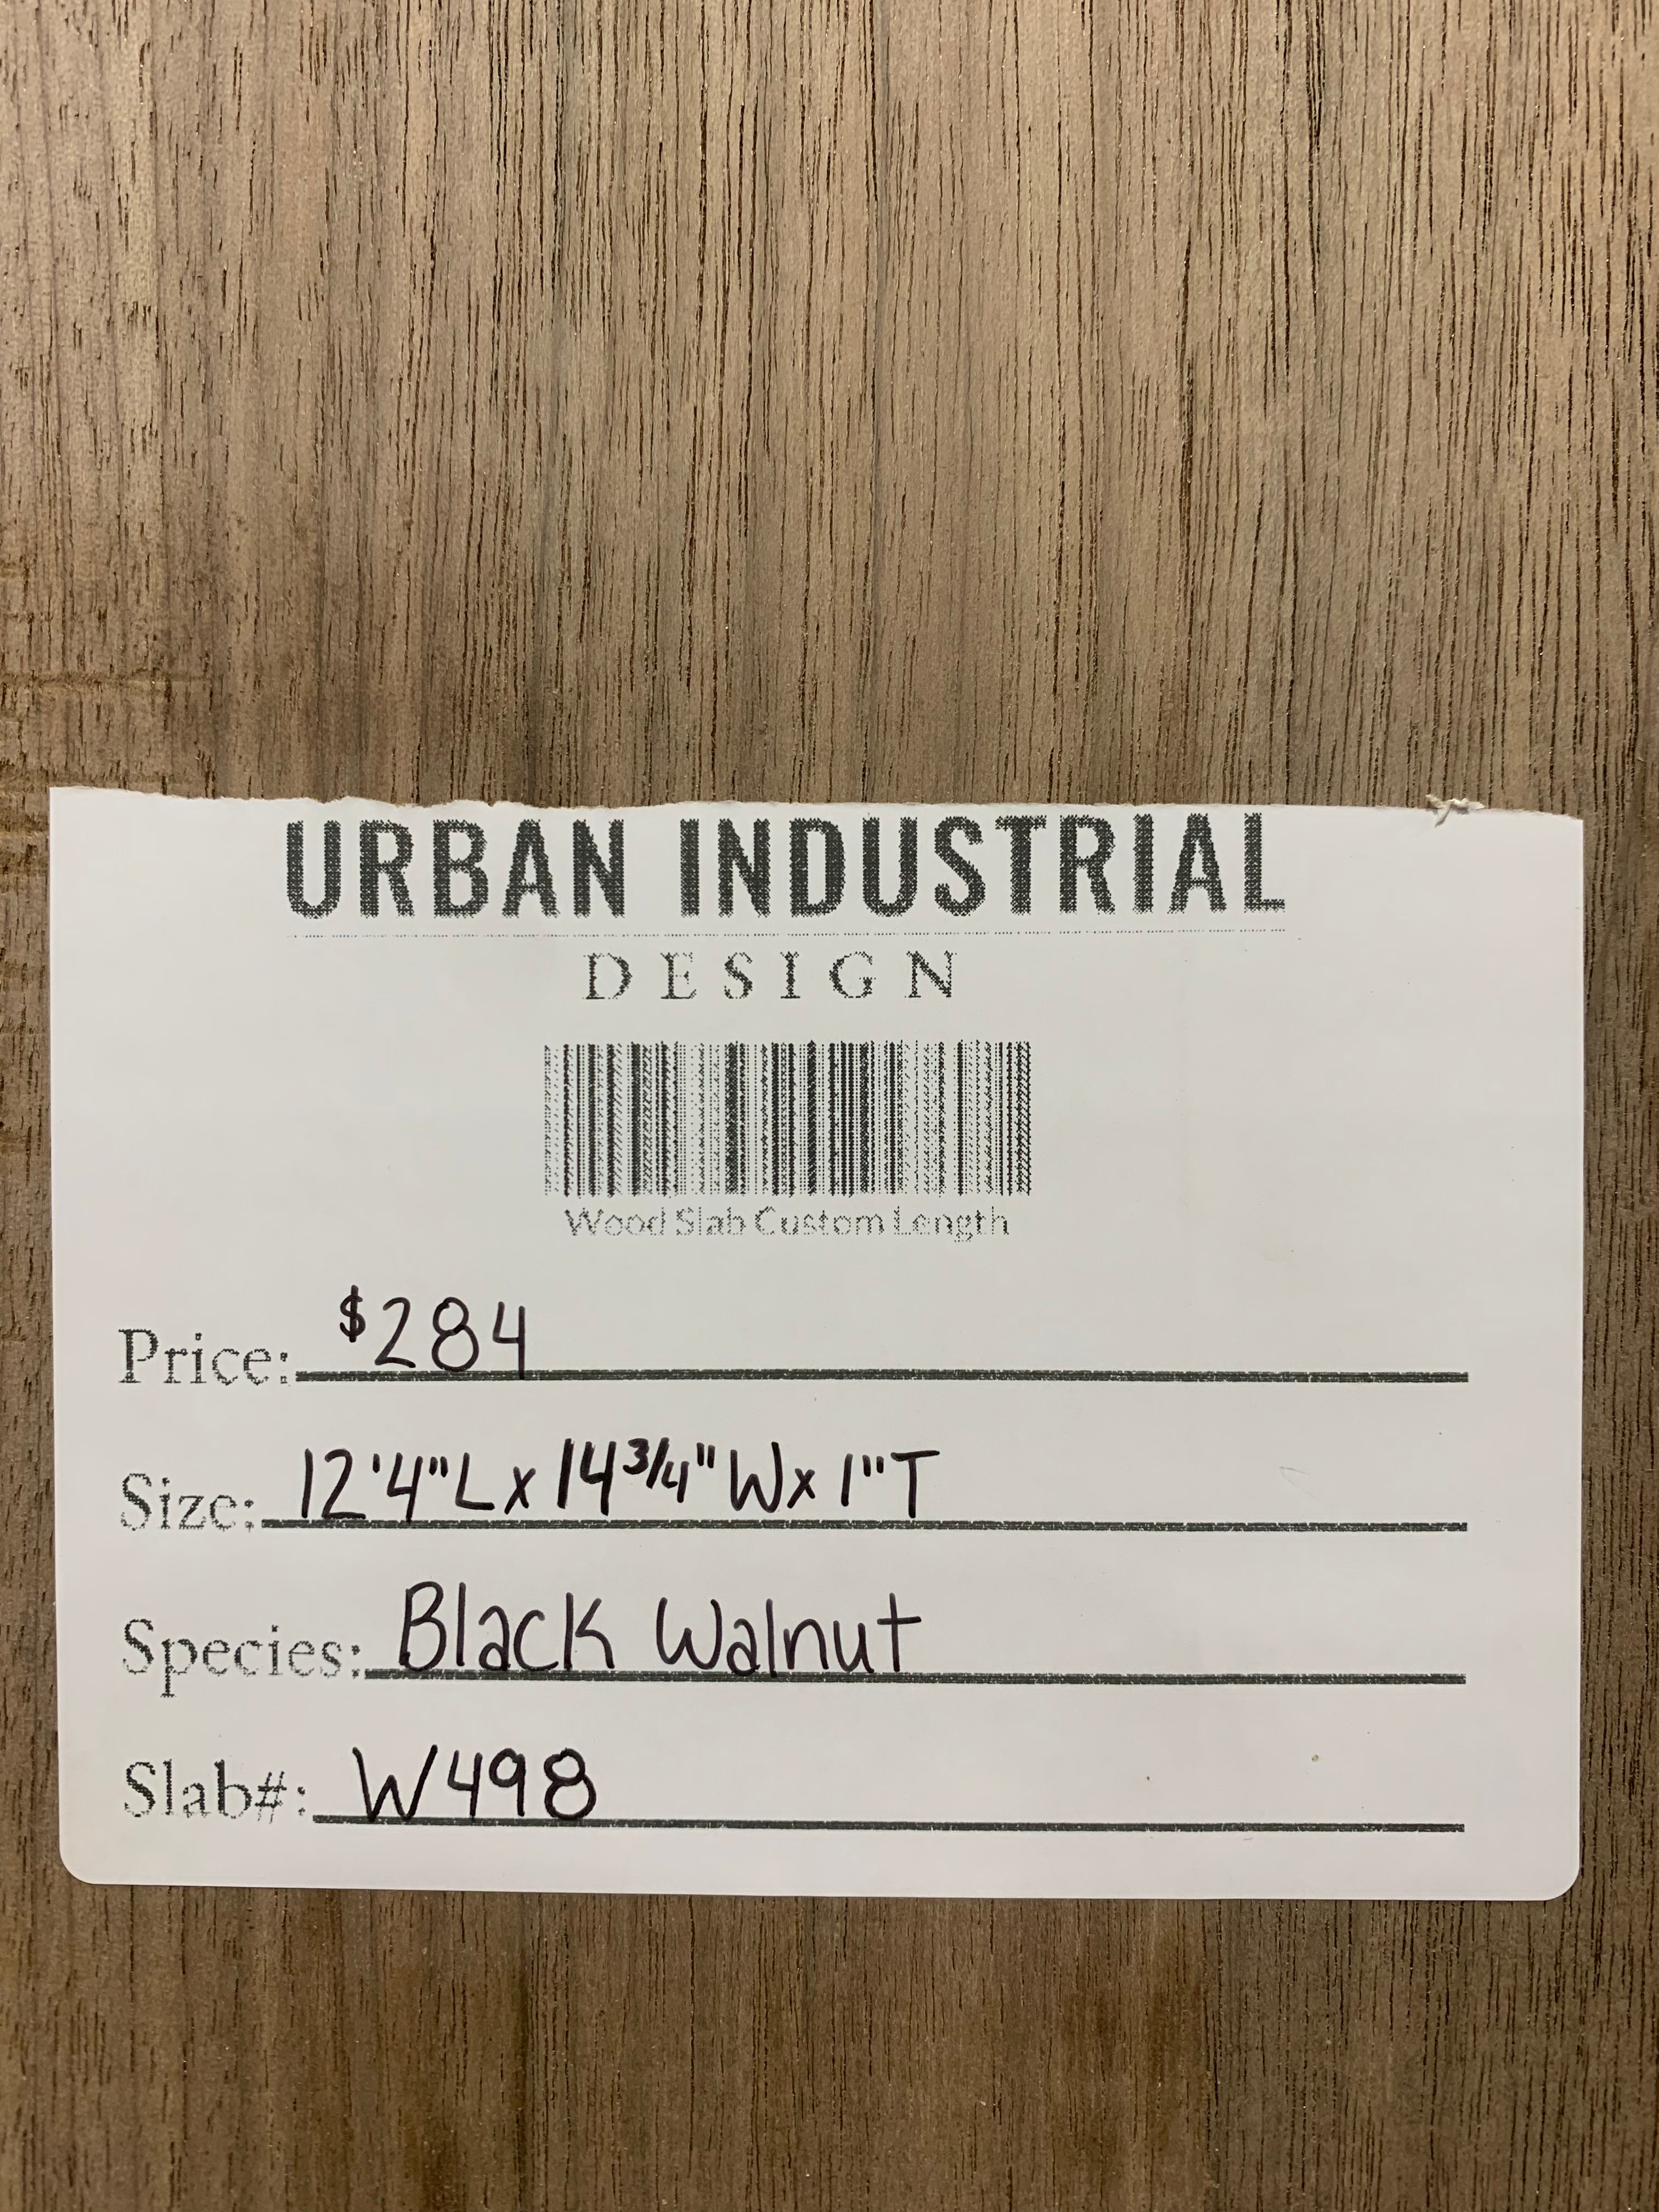 URBAN INDUSTRIAL
DESIGN
Wood Slab Custom Length
Price: $284
Size: 12'4"L x 14 3/4" W x 1"T
Species: Black Walnut
Slab#: W498